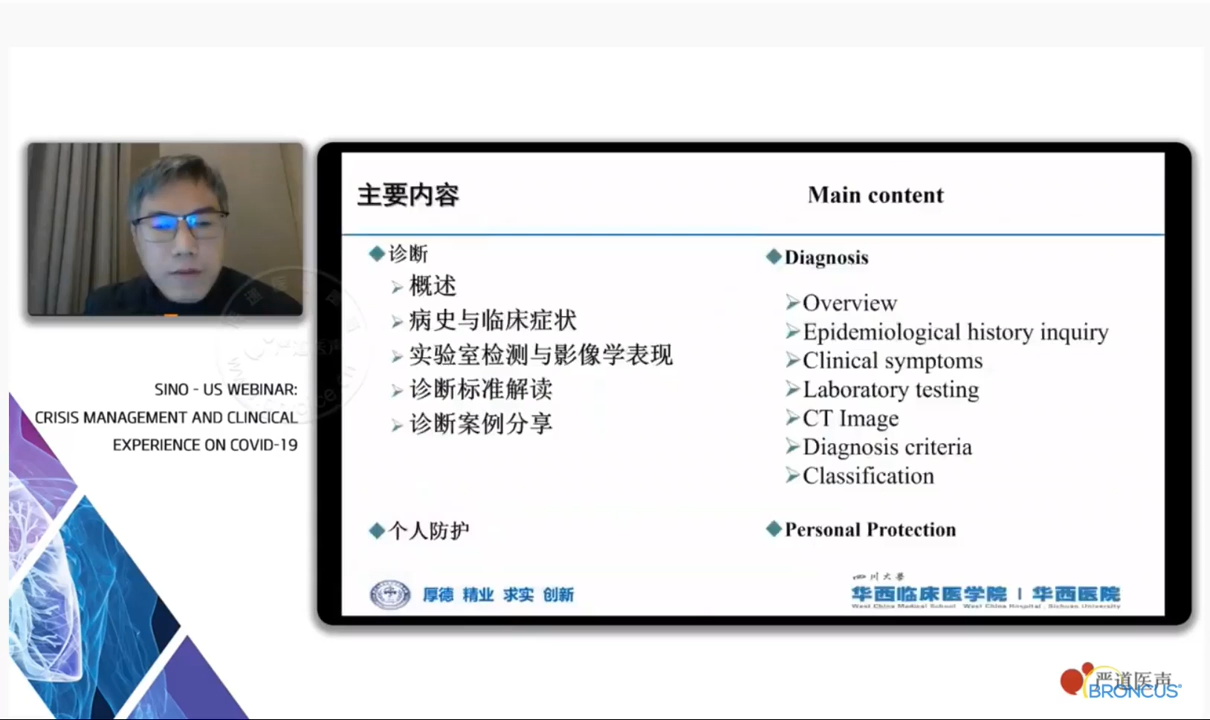 SINO - US WEBINAR:
CRISIS MANAGEMENT AND CLINCICAL
EXPERIENCE ON COVID-19
主要内容
Main content
诊断
概述
病史与临床症状
实验室检测与影像学表现
诊断标准解读
诊断案例分享
个人防护
Diagnosis
Overview
Epidemiological history inquiry
Clinical symptoms
Laboratory testing
CT Image
Diagnosis criteria
Classification
Personal Protection
厚德 精业 求实 创新
四川大学
华西临床医学院 | 华西医院
West China Medical School . West China Hospital , Sichuan University
严道医声
BRONCUS